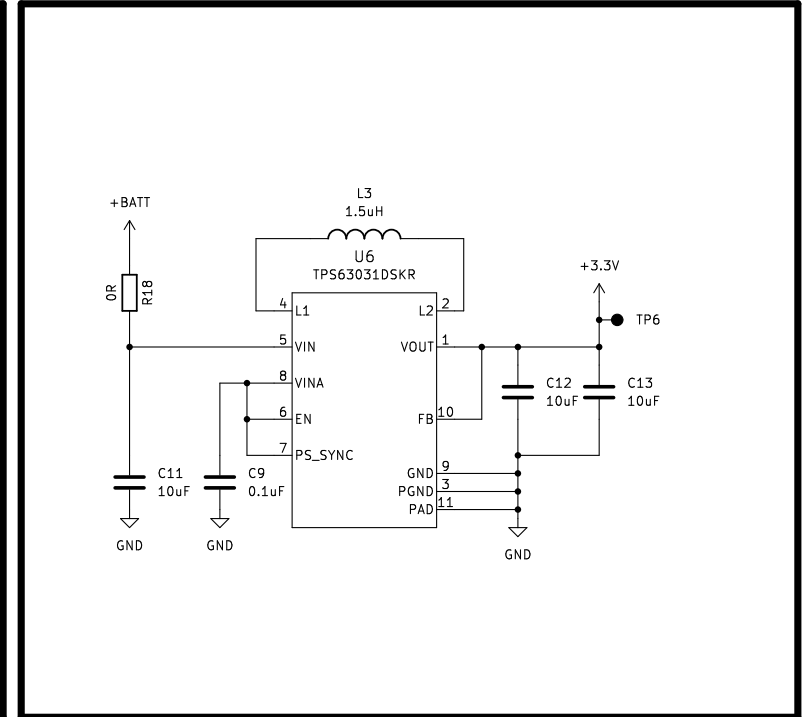 L3
1.5uH
+BATT
U6
TPS63031DSKR
+3.3V
0R
R18
4
L1
L2
2
TP6
5
VIN
VOUT
1
8
VINA
C12
10uF
C13
10uF
6
EN
FB
10
7
PS_SYNC
C11
10uF
C9
0.1uF
GND
9
PGND
3
PAD
11
GND
GND
GND